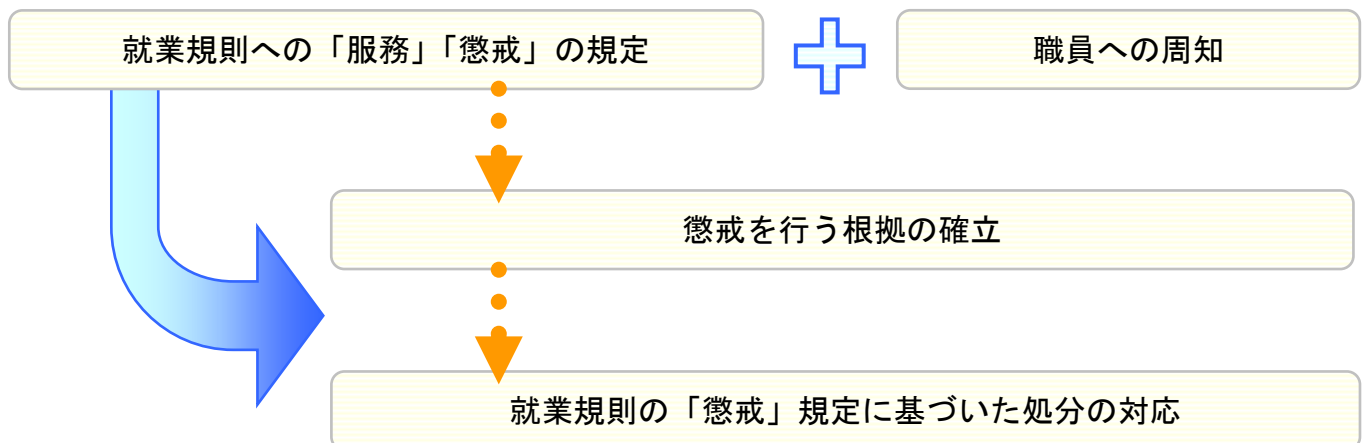 就業規則への「服務」「懲戒」の規定
職員への周知
懲戒を行う根拠の確立
就業規則の「懲戒」規定に基づいた処分の対応